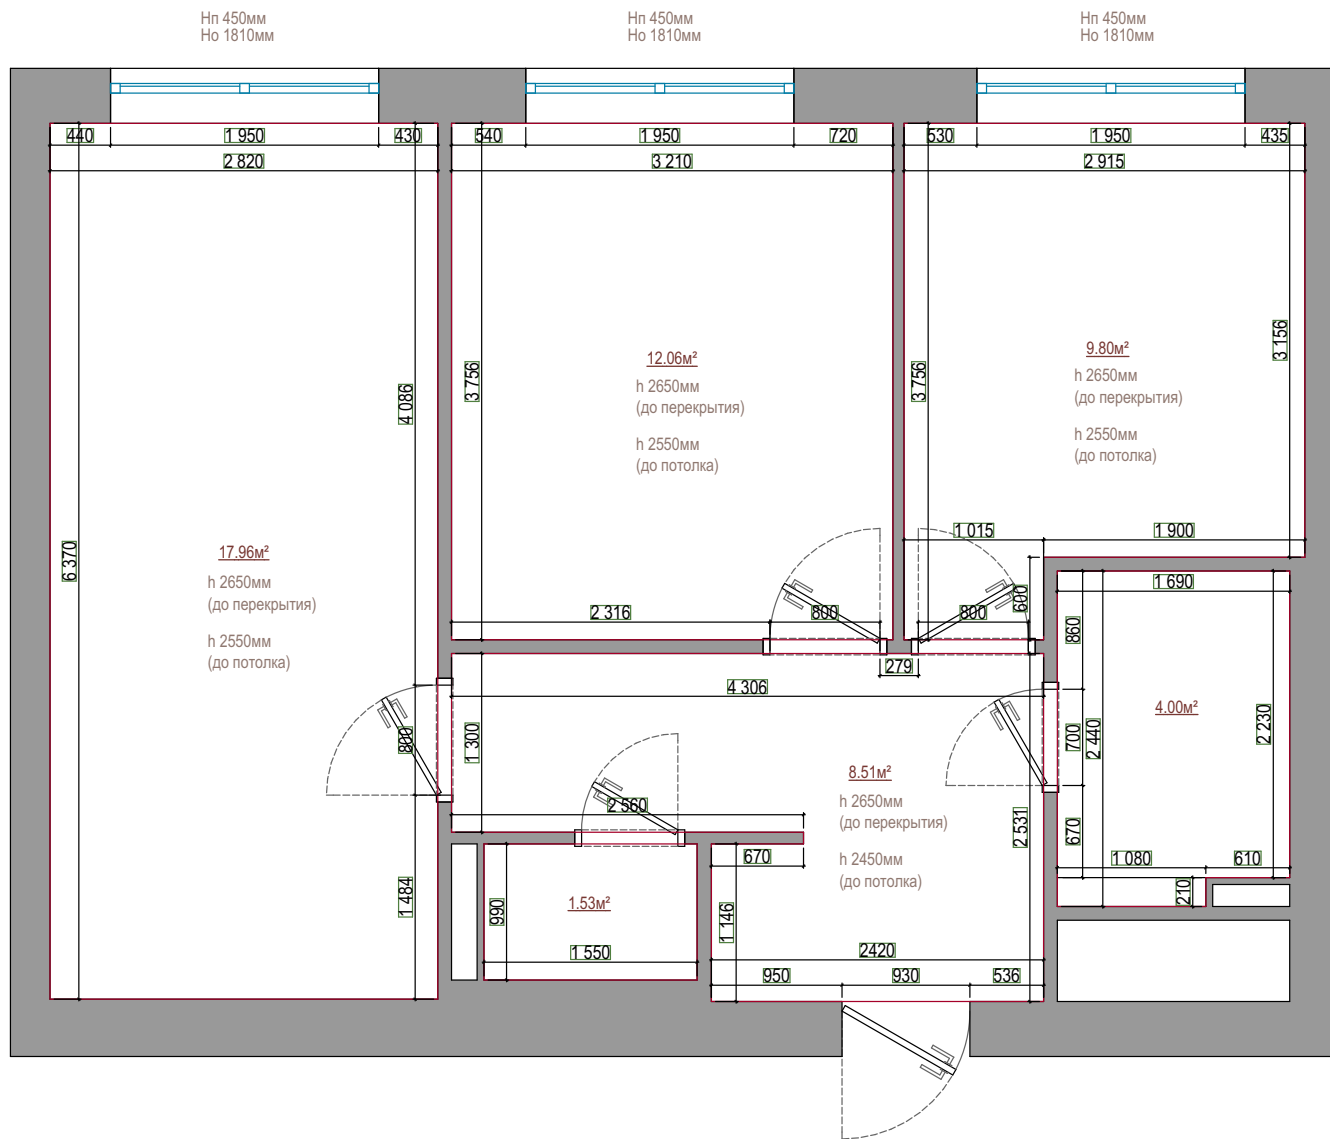 Hп 450мм
Hо 1810мм
Hп 450мм
Hо 1810мм
Hп 450мм
Hо 1810мм
440
1 950
430
540
1 950
720
530
1 950
435
2 820
3 210
2 915
6 370
4 086
3 756
3 756
3 156
17.96м²
h 2650мм
(до перекрытия)
h 2550мм
(до потолка)
12.06м²
h 2650мм
(до перекрытия)
h 2550мм
(до потолка)
9.80м²
h 2650мм
(до перекрытия)
h 2550мм
(до потолка)
1 015
1 900
2 316
800
800
600
279
4 306
1 300
800
1 484
2 560
8.51м²
h 2650мм
(до перекрытия)
h 2450мм
(до потолка)
2 531
670
1 146
2420
950
930
536
990
1.53м²
1 550
1 690
860
700
2 440
670
4.00м²
2 230
1 080
610
210